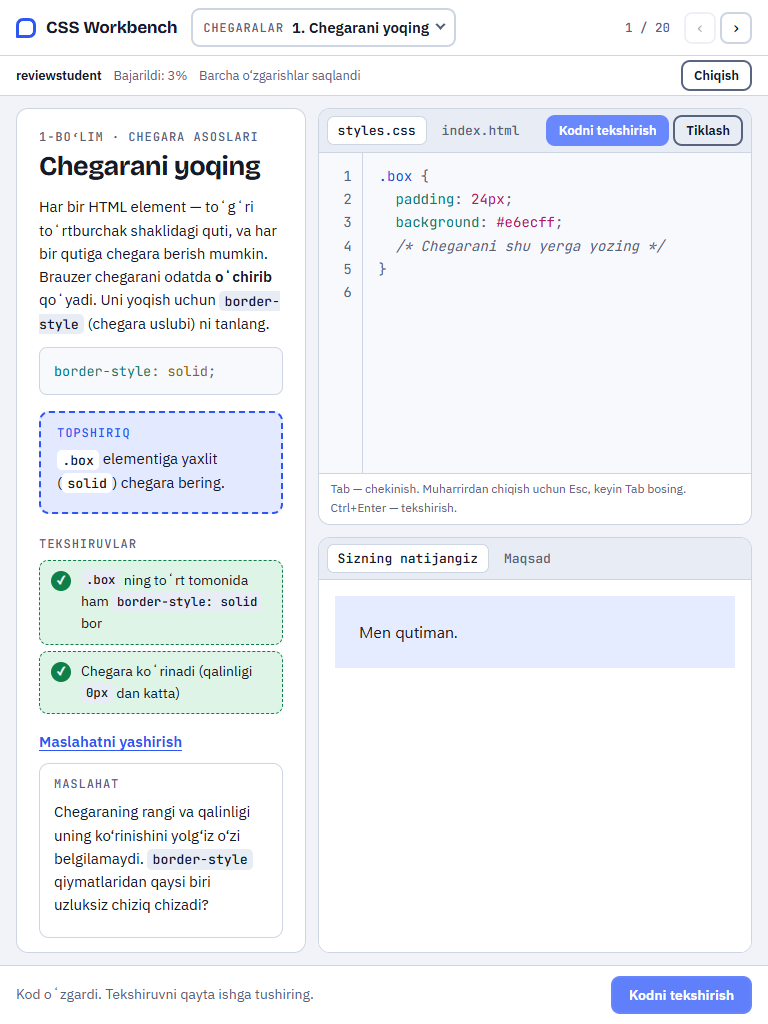 CSS Workbench
CHEGARALAR 1. Chegarani yoqing
1 / 20
‹ ›
reviewstudent Bajarildi: 3% Barcha oʻzgarishlar saqlandi
Chiqish
1-BOʻLIM · CHEGARA ASOSLARI
Chegarani yoqing
Har bir HTML element — toʻgʻri
toʻrtburchak shaklidagi quti, va har
bir qutiga chegara berish mumkin.
Brauzer chegarani odatda oʻchirib
qoʻyadi. Uni yoqish uchun border-
style (chegara uslubi) ni tanlang.
border-style: solid;
TOPSHIRIQ
.box elementiga yaxlit
(solid) chegara bering.
TEKSHIRUVLAR
.box ning toʻrt tomonida
ham border-style: solid
bor
Chegara koʻrinadi (qalinligi
0px dan katta)
Maslahatni yashirish
MASLAHAT
Chegaraning rangi va qalinligi
uning koʻrinishini yolgʻiz oʻzi
belgilamaydi. border-style
qiymatlaridan qaysi biri
uzluksiz chiziq chizadi?
styles.css index.html Kodni tekshirish Tiklash
1 .box {
2 padding: 24px;
3 background: #e6ecff;
4 /* Chegarani shu yerga yozing */
5 }
6
Tab — chekinish. Muharrirdan chiqish uchun Esc, keyin Tab bosing.
Ctrl+Enter — tekshirish.
Sizning natijangiz Maqsad
Men qutiman.
Kod oʻzgardi. Tekshiruvni qayta ishga tushiring.
Kodni tekshirish